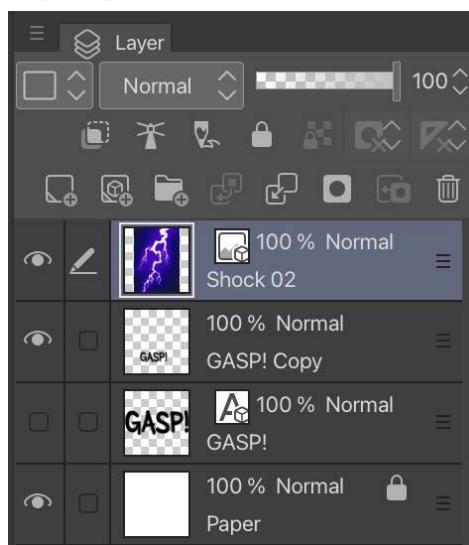 Layer
Normal
100
100 % Normal
Shock 02
GASP!
100 % Normal
GASP! Copy
GASP!
A
100 % Normal
GASP!
100 % Normal
Paper